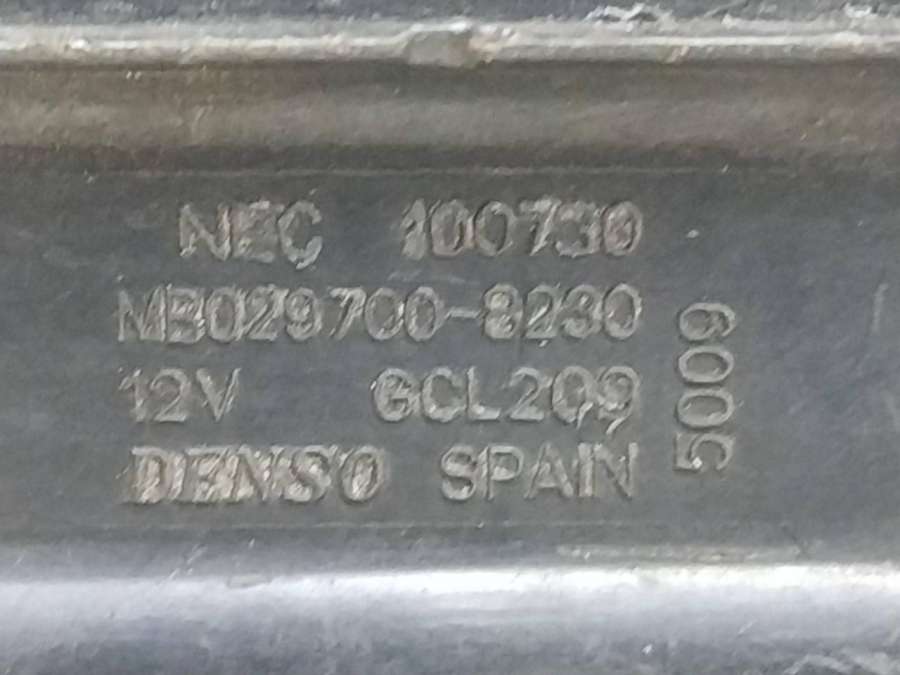 NEC 100730
MB029700-8230
12V GCL209
DENSO SPAIN
5009